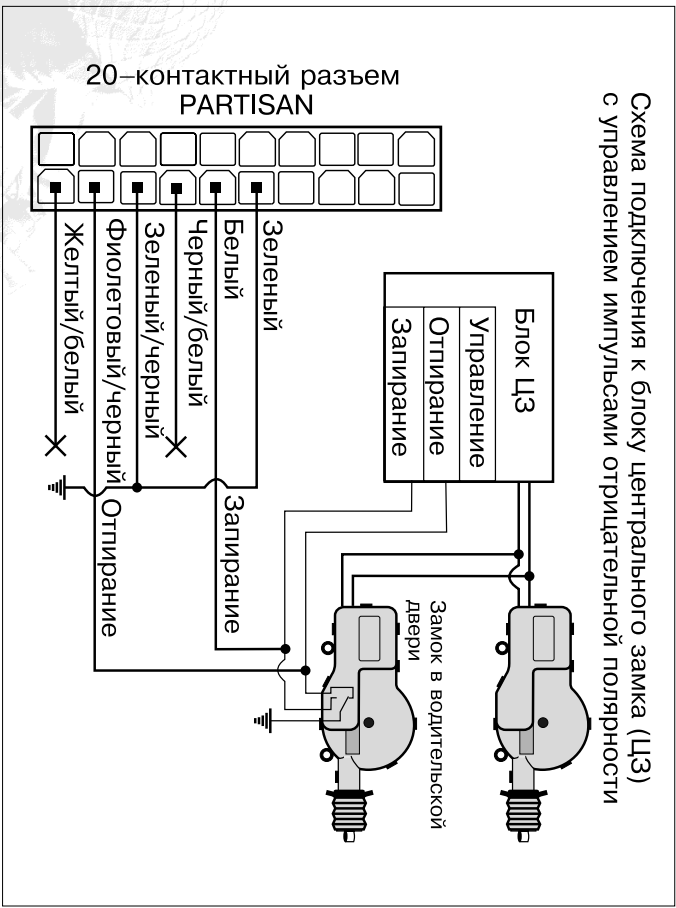 Схема подключения к блоку центрального замка (ЦЗ)
с управлением импульсами отрицательной полярности
20-контактный разъем
PARTISAN
Блок ЦЗ
Управление
Отпирание
Запирание
Зеленый
Белый
Черный/белый
Зеленый/черный
Фиолетовый/черный
Желтый/белый
Запирание
Отпирание
Замок в водительской
двери